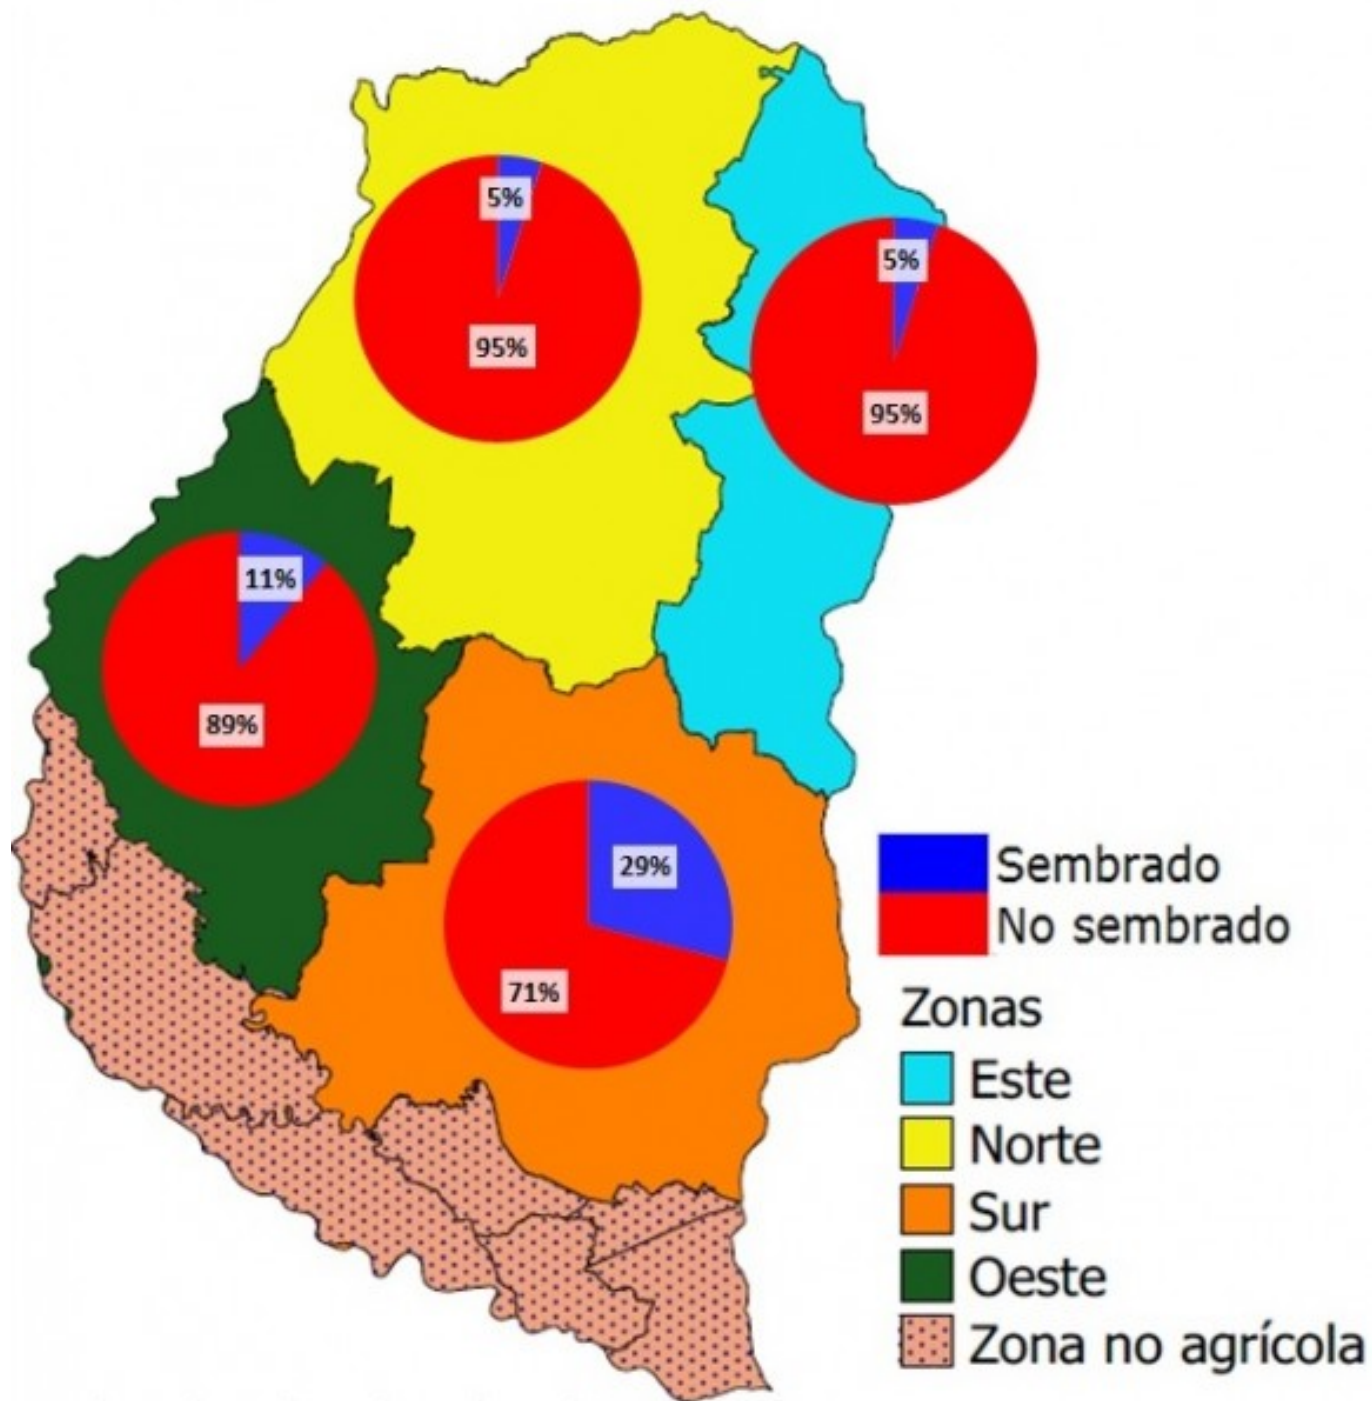 5%
95%
5%
95%
11%
89%
29%
71%
Sembrado
No sembrado
Zonas
Este
Norte
Sur
Oeste
Zona no agrícola